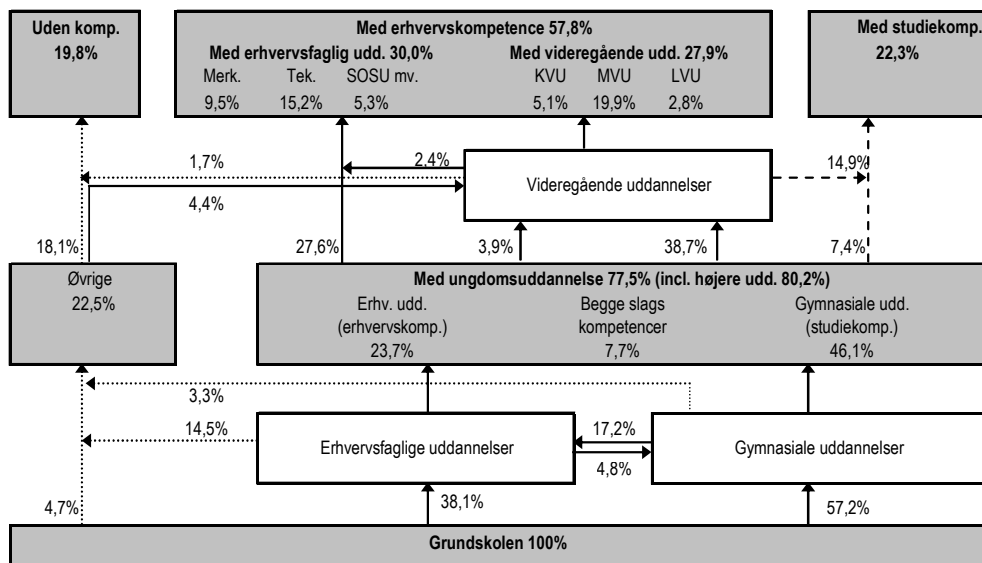 Uden komp.
19,8%
Med erhvervskompetence 57,8%
Med erhvervsfaglig udd. 30,0%
Med videregående udd. 27,9%
Merk. Tek. SOSU mv.
9,5% 15,2% 5,3%
KVU MVU LVU
5,1% 19,9% 2,8%
Med studiekomp.
22,3%
1,7%
2,4%
14,9%
Videregående uddannelser
4,4%
18,1%
27,6%
3,9%
38,7%
7,4%
Øvrige
22,5%
Med ungdomsuddannelse 77,5% (incl. højere udd. 80,2%)
Erhv. udd.
(erhvervskomp.)
23,7%
Begge slags
kompetencer
7,7%
Gymnasiale udd.
(studiekomp.)
46,1%
3,3%
14,5%
Erhvervsfaglige uddannelser
17,2%
4,8%
Gymnasiale uddannelser
4,7%
38,1%
57,2%
Grundskolen 100%